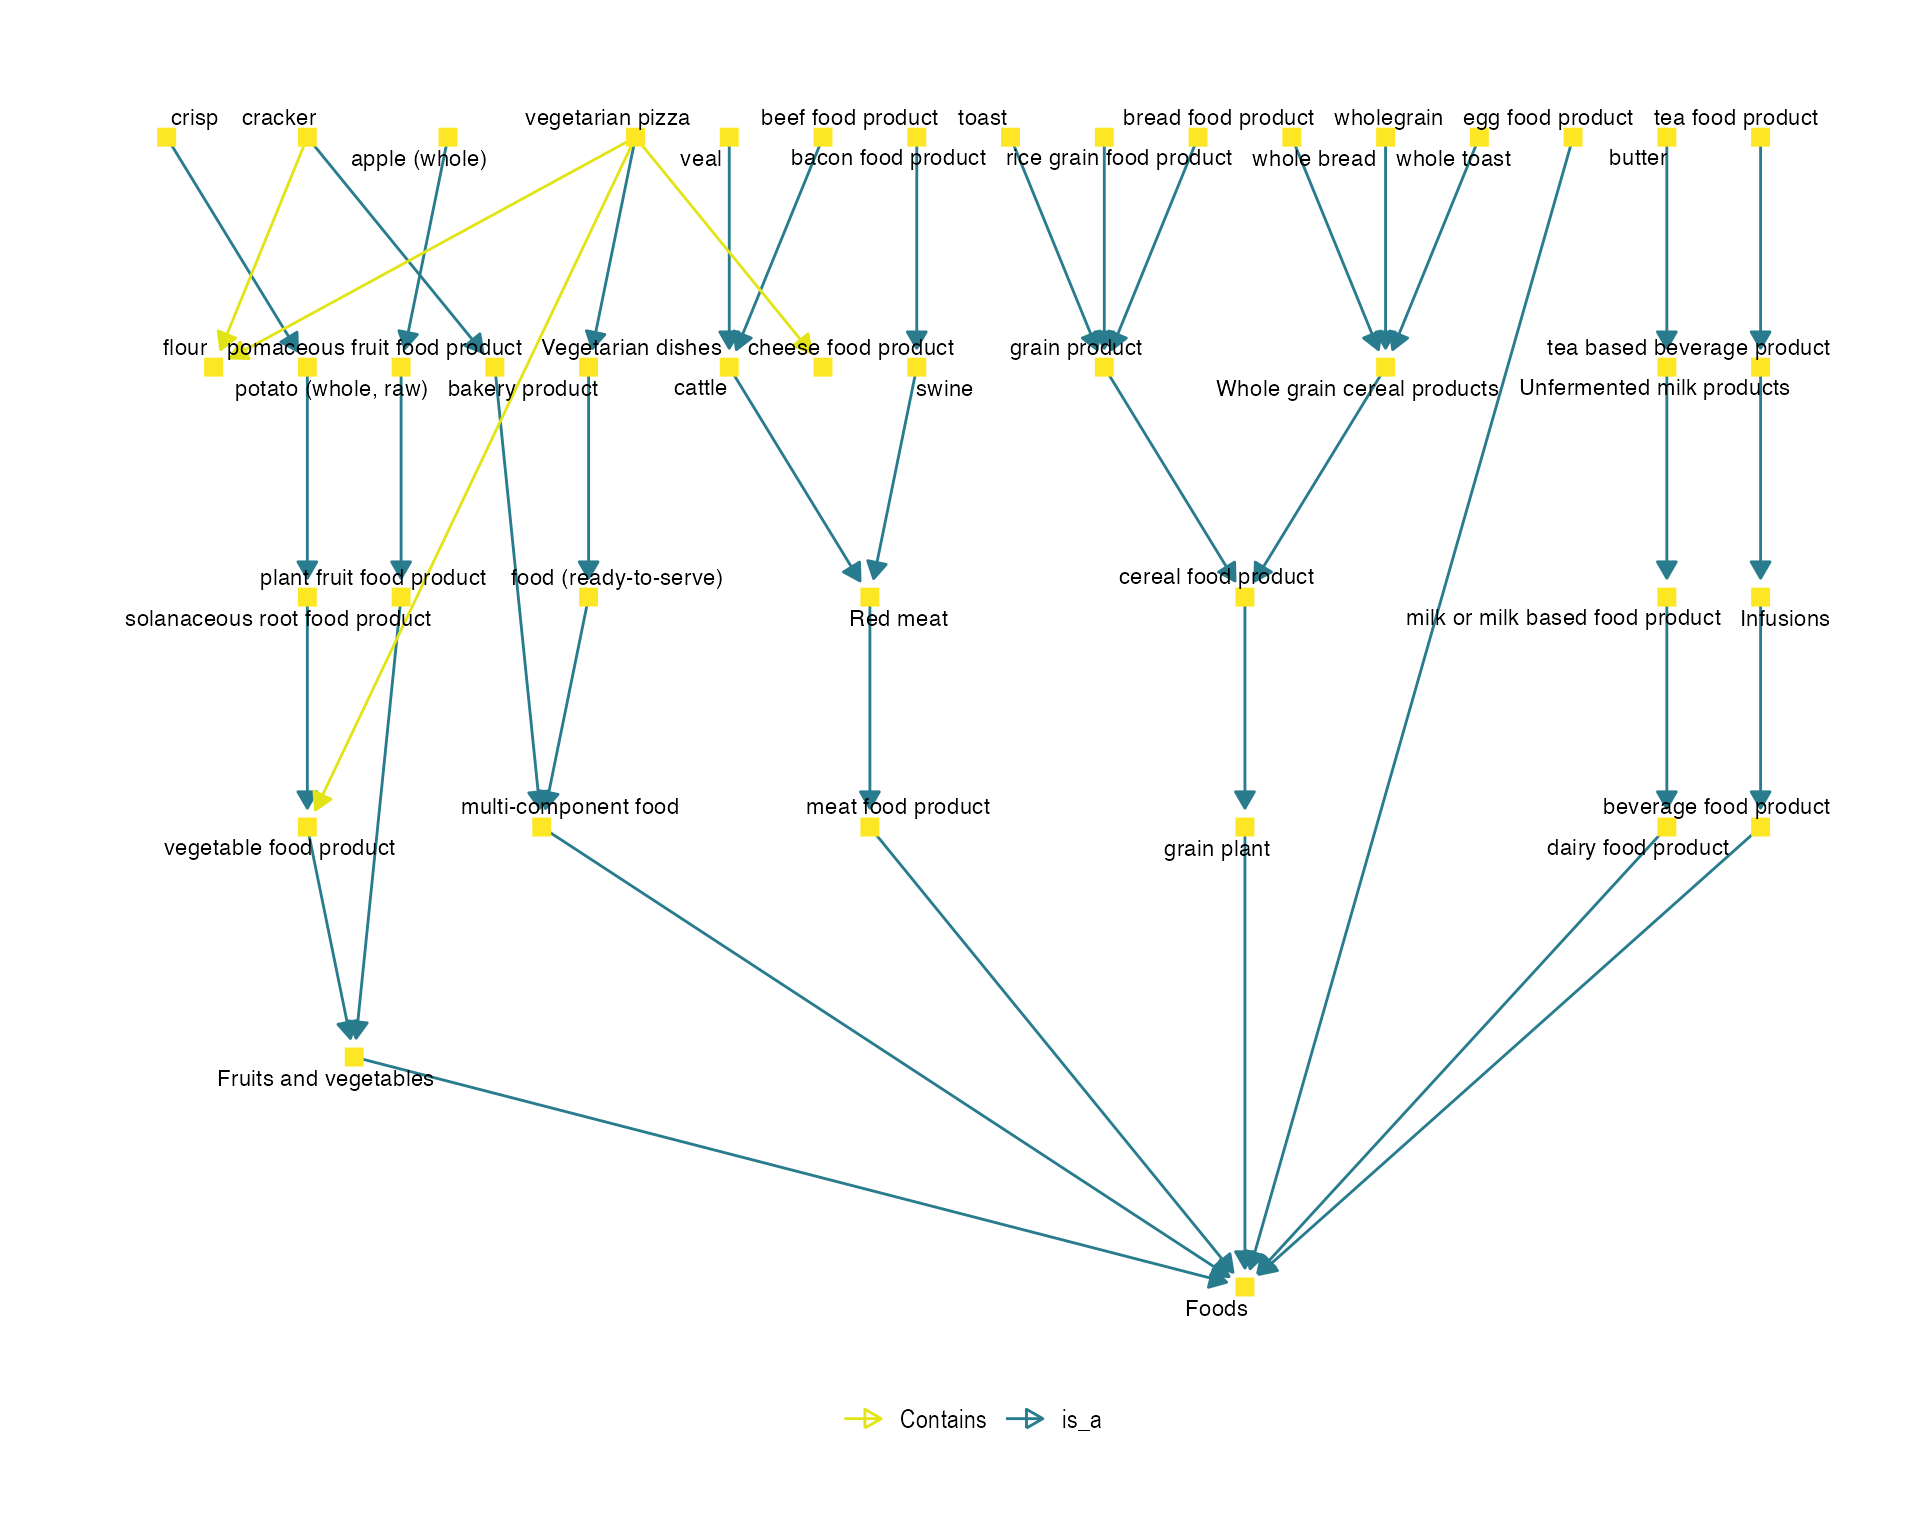 crisp
cracker
vegetarian pizza
beef food product
toast
bread food product
wholegrain
egg food product
tea food product
apple (whole)
veal
bacon food product
rice grain food product
whole bread
whole toast
butter
flour
pomaceous fruit food product
Vegetarian dishes
cheese food product
grain product
tea based beverage product
potato (whole, raw)
bakery product
cattle
swine
Whole grain cereal products
Unfermented milk products
plant fruit food product
food (ready-to-serve)
cereal food product
solanaceous root food product
Red meat
milk or milk based food product
Infusions
multi-component food
meat food product
beverage food product
vegetable food product
grain plant
dairy food product
Fruits and vegetables
Foods
Contains
is_a